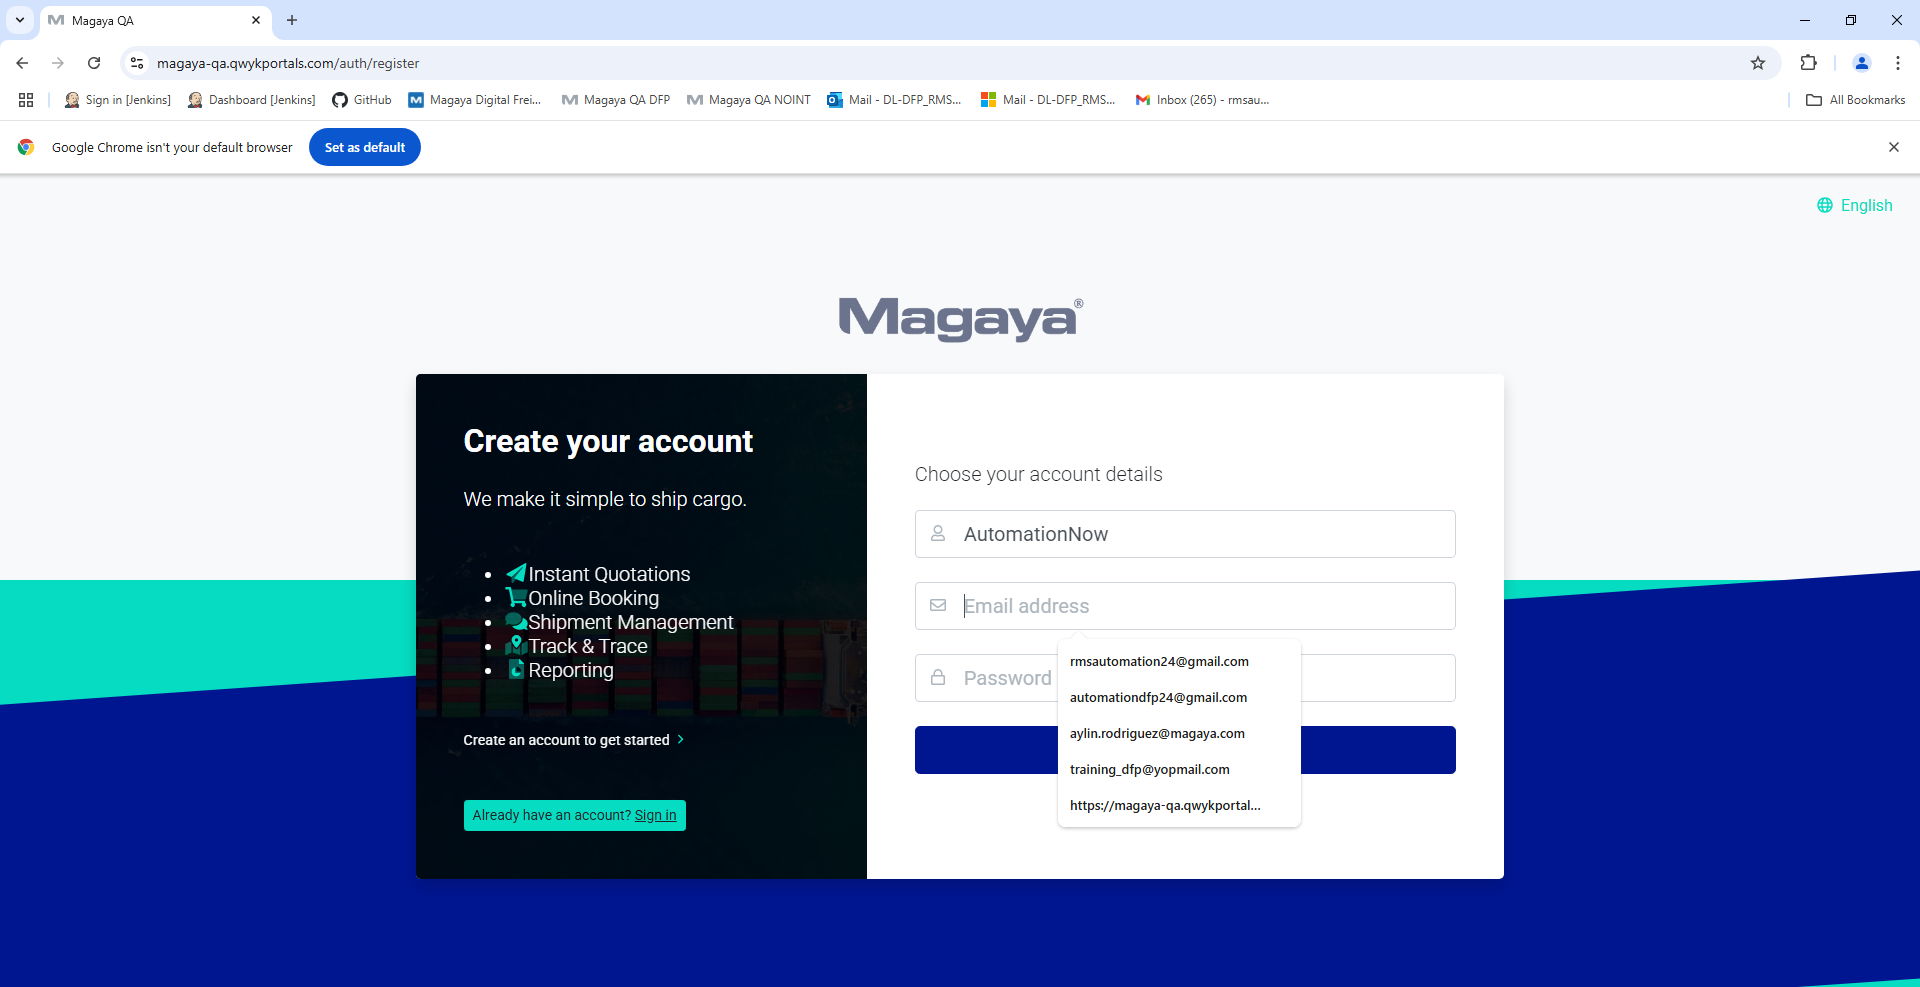 Magaya QA
magaya-qa.qwykportals.com/auth/register
Sign in [Jenkins]
Dashboard [Jenkins]
GitHub
Magaya Digital Frei...
Magaya QA DFP
Magaya QA NOINT
Mail - DL-DFP_RMS...
Mail - DL-DFP_RMS...
Inbox (265) - rmsau...
All Bookmarks
Google Chrome isn't your default browser
Set as default
English
Magaya®
Create your account
We make it simple to ship cargo.
Instant Quotations
Online Booking
Shipment Management
Track & Trace
Reporting
Create an account to get started
Already have an account? Sign in
Choose your account details
AutomationNow
Email address
Password
rmsautomation24@gmail.com
automationdfp24@gmail.com
aylin.rodriguez@magaya.com
training_dfp@yopmail.com
https://magaya-qa.qwykportal...